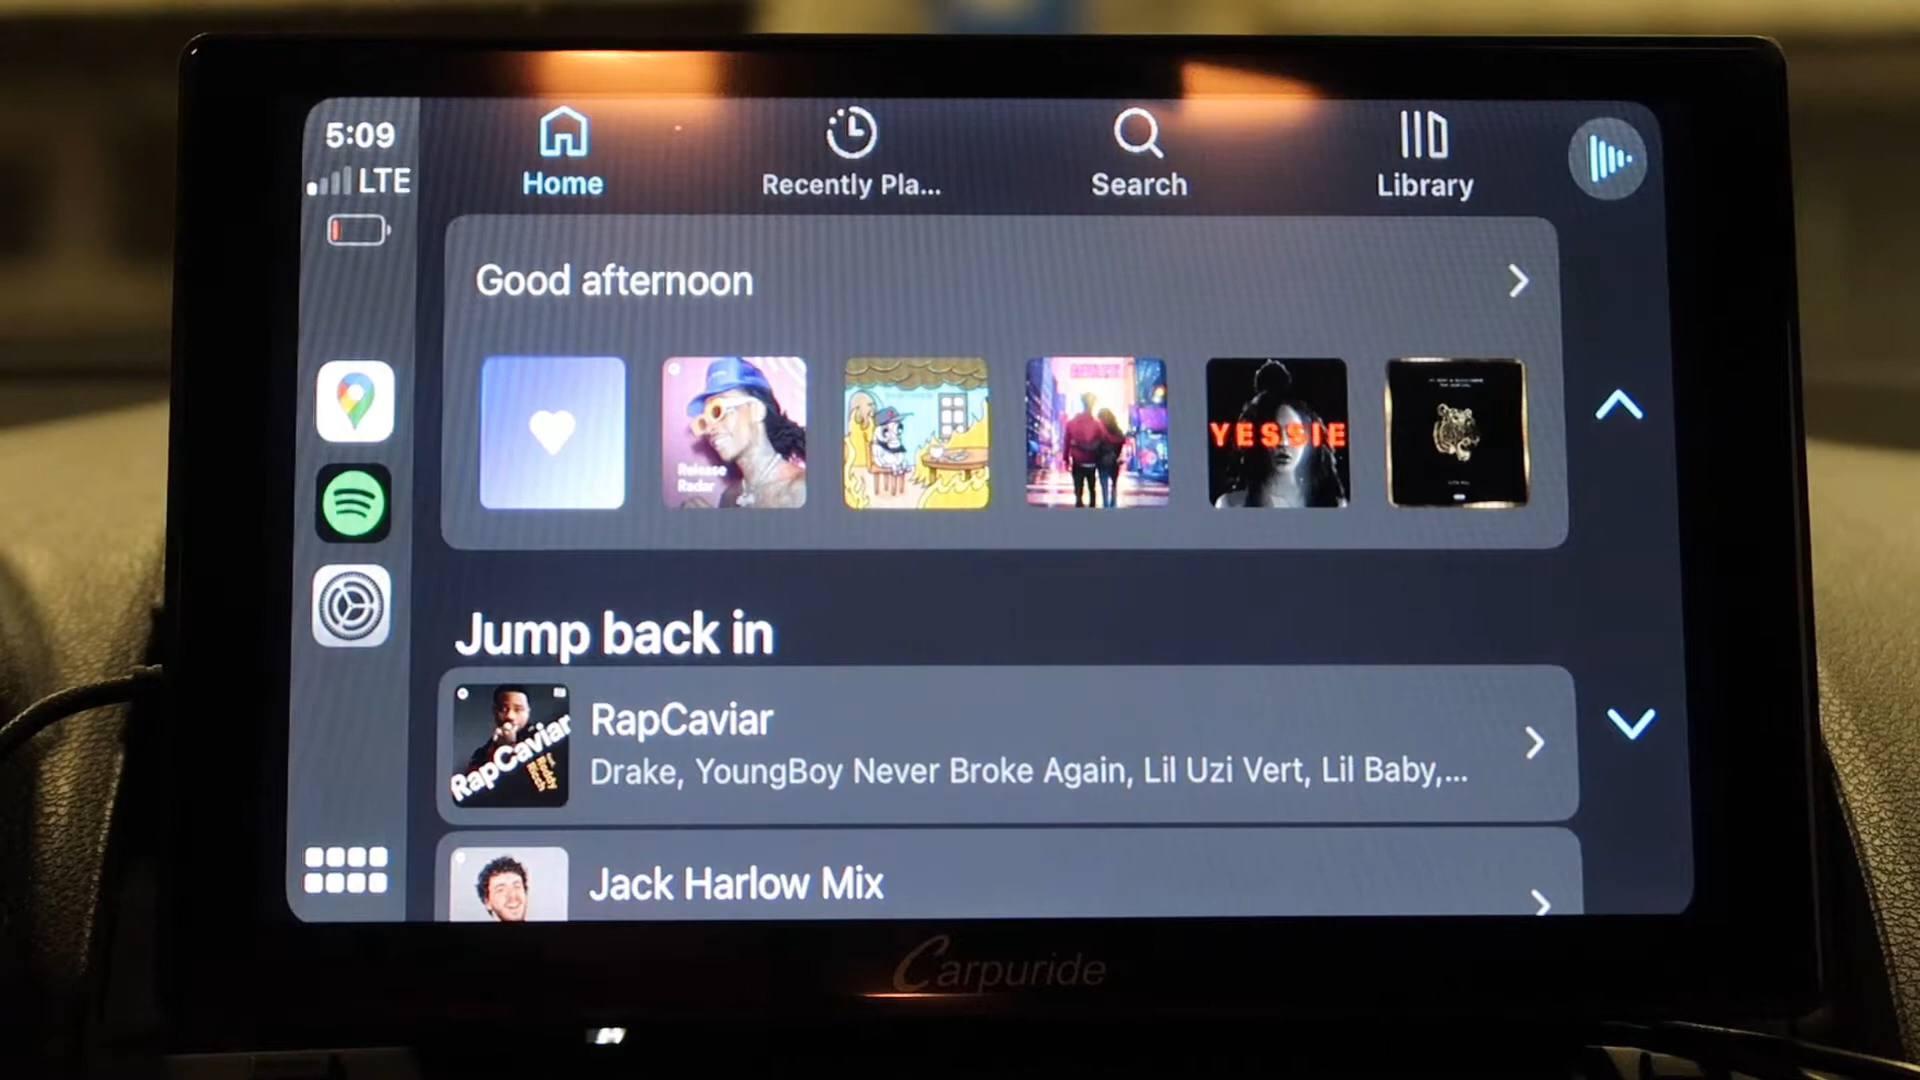 5:09
LTE
Home
Recently Pla...
Search
Library
Good afternoon
Release
Radar
YESSIE
Jump back in
RapCaviar
RapCaviar
Drake, YoungBoy Never Broke Again, Lil Uzi Vert, Lil Baby,...
Jack Harlow Mix
Carpuride